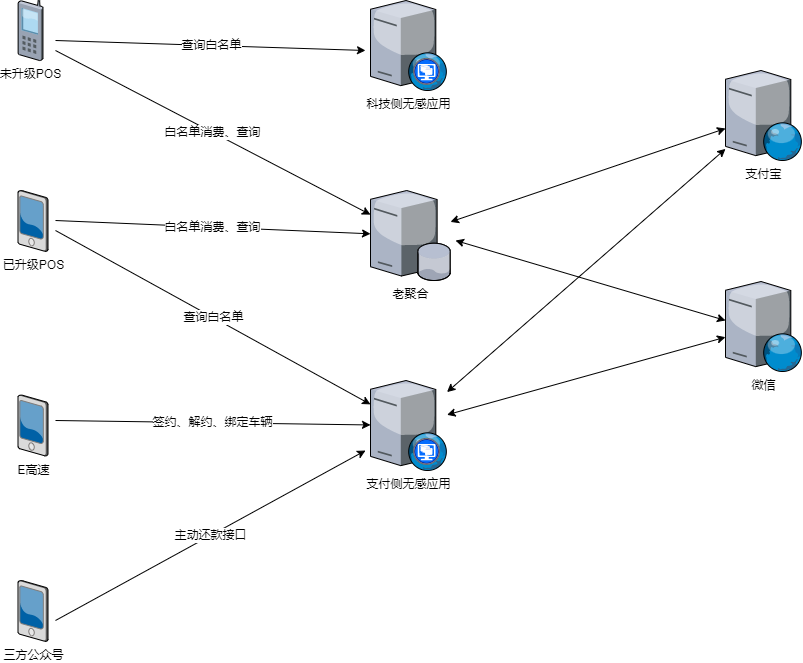 查询白名单
未升级POS
科技侧无感应用
白名单消费、查询
支付宝
白名单消费、查询
已升级POS
老聚合
查询白名单
微信
签约、解约、绑定车辆
E高速
支付侧无感应用
主动还款接口
三方公众号